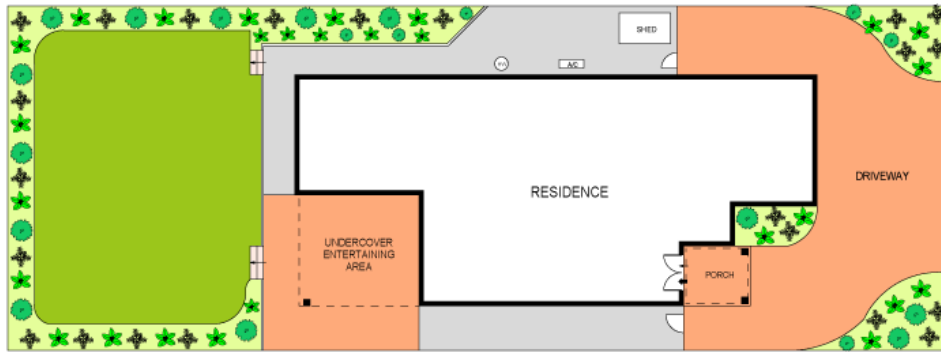 SHED
A/C
RESIDENCE
DRIVEWAY
UNDERCOVER
ENTERTAINING
AREA
PORCH